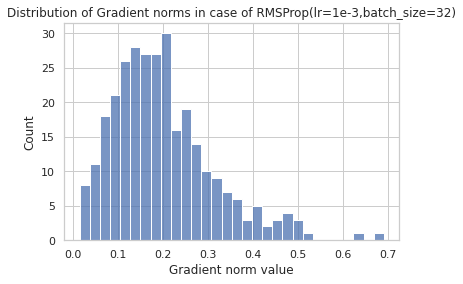 Distribution of Gradient norms in case of RMSProp(lr=1e-3,batch_size=32)
30
25
20
15
10
5
0
Count
0.0 0.1 0.2 0.3 0.4 0.5 0.6 0.7
Gradient norm value